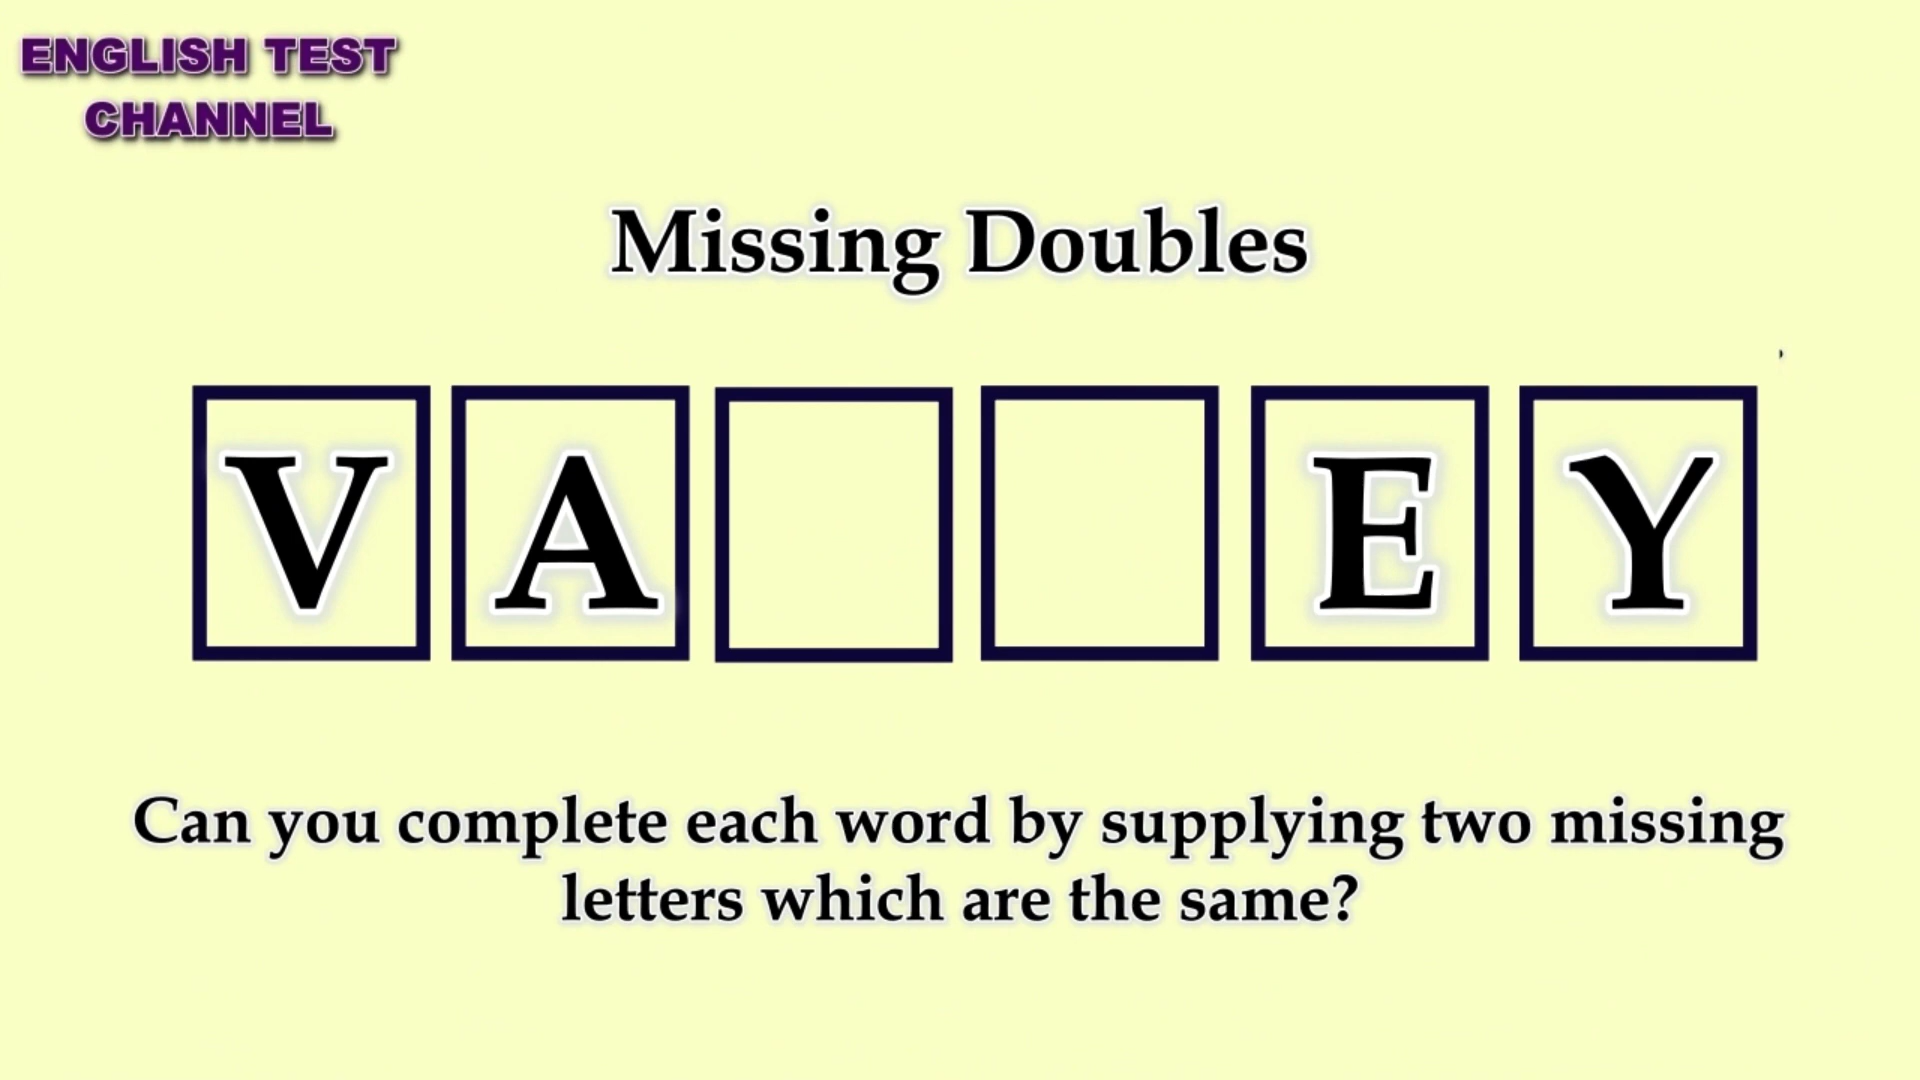 ENGLISH TEST
CHANNEL
Missing Doubles
V A E Y
Can you complete each word by supplying two missing
letters which are the same?